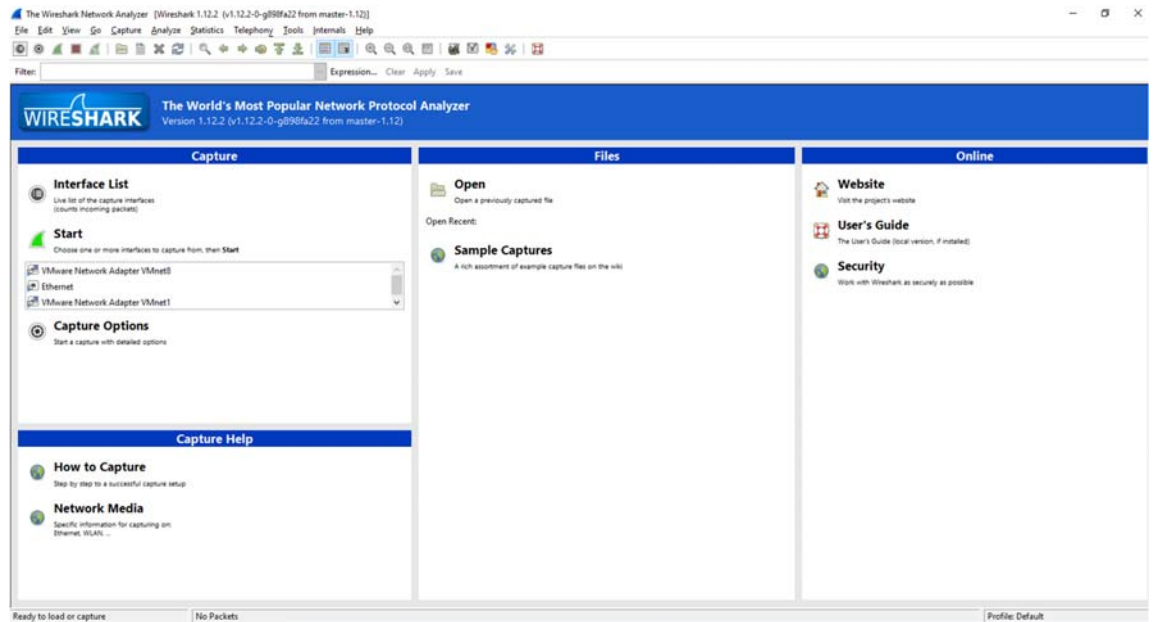 The Wireshark Network Analyzer [Wireshark 1.12.2 (v1.12.2-0-g898fa22 from master-1.12)]
File Edit View Go Capture Analyze Statistics Telephony Tools Internals Help
Filter: Expression... Clear Apply Save
WIRESHARK
The World's Most Popular Network Protocol Analyzer
Version 1.12.2 (v1.12.2-0-g898fa22 from master-1.12)
Capture
Interface List
Live list of the capture interfaces
(counts incoming packets)
Start
Choose one or more interfaces to capture from, then Start
VMware Network Adapter VMnet8
Ethernet
VMware Network Adapter VMnet1
Capture Options
Start a capture with detailed options
Capture Help
How to Capture
Step by step to a successful capture setup
Network Media
Specific information for capturing on:
Ethernet, WLAN, ...
Files
Open
Open a previously captured file
Open Recent:
Sample Captures
A rich assortment of example capture files on the wiki
Online
Website
Visit the project's website
User's Guide
The User's Guide (local version, if installed)
Security
Work with Wireshark as securely as possible
Ready to load or capture
No Packets
Profile: Default